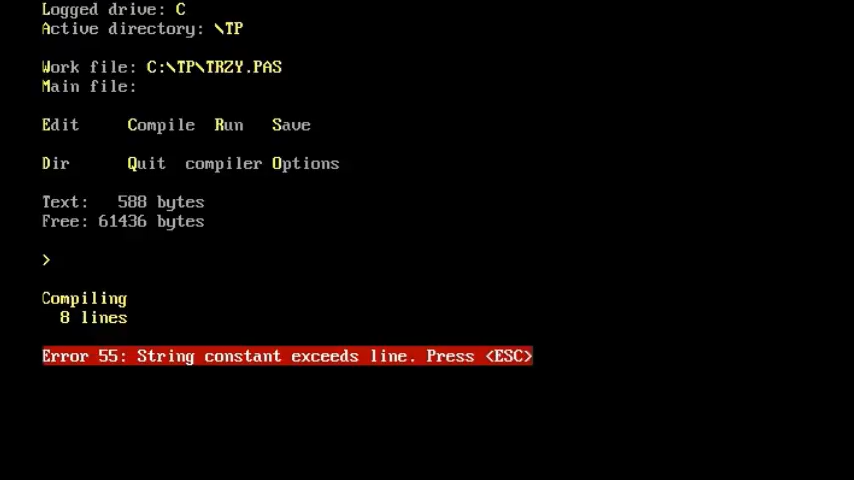 Logged drive: C
Active directory: \TP
Work file: C:\TP\TRZY.PAS
Main file:
Edit Compile Run Save
Dir Quit compiler Options
Text: 588 bytes
Free: 61436 bytes
>
Compiling
8 lines
Error 55: String constant exceeds line. Press <ESC>